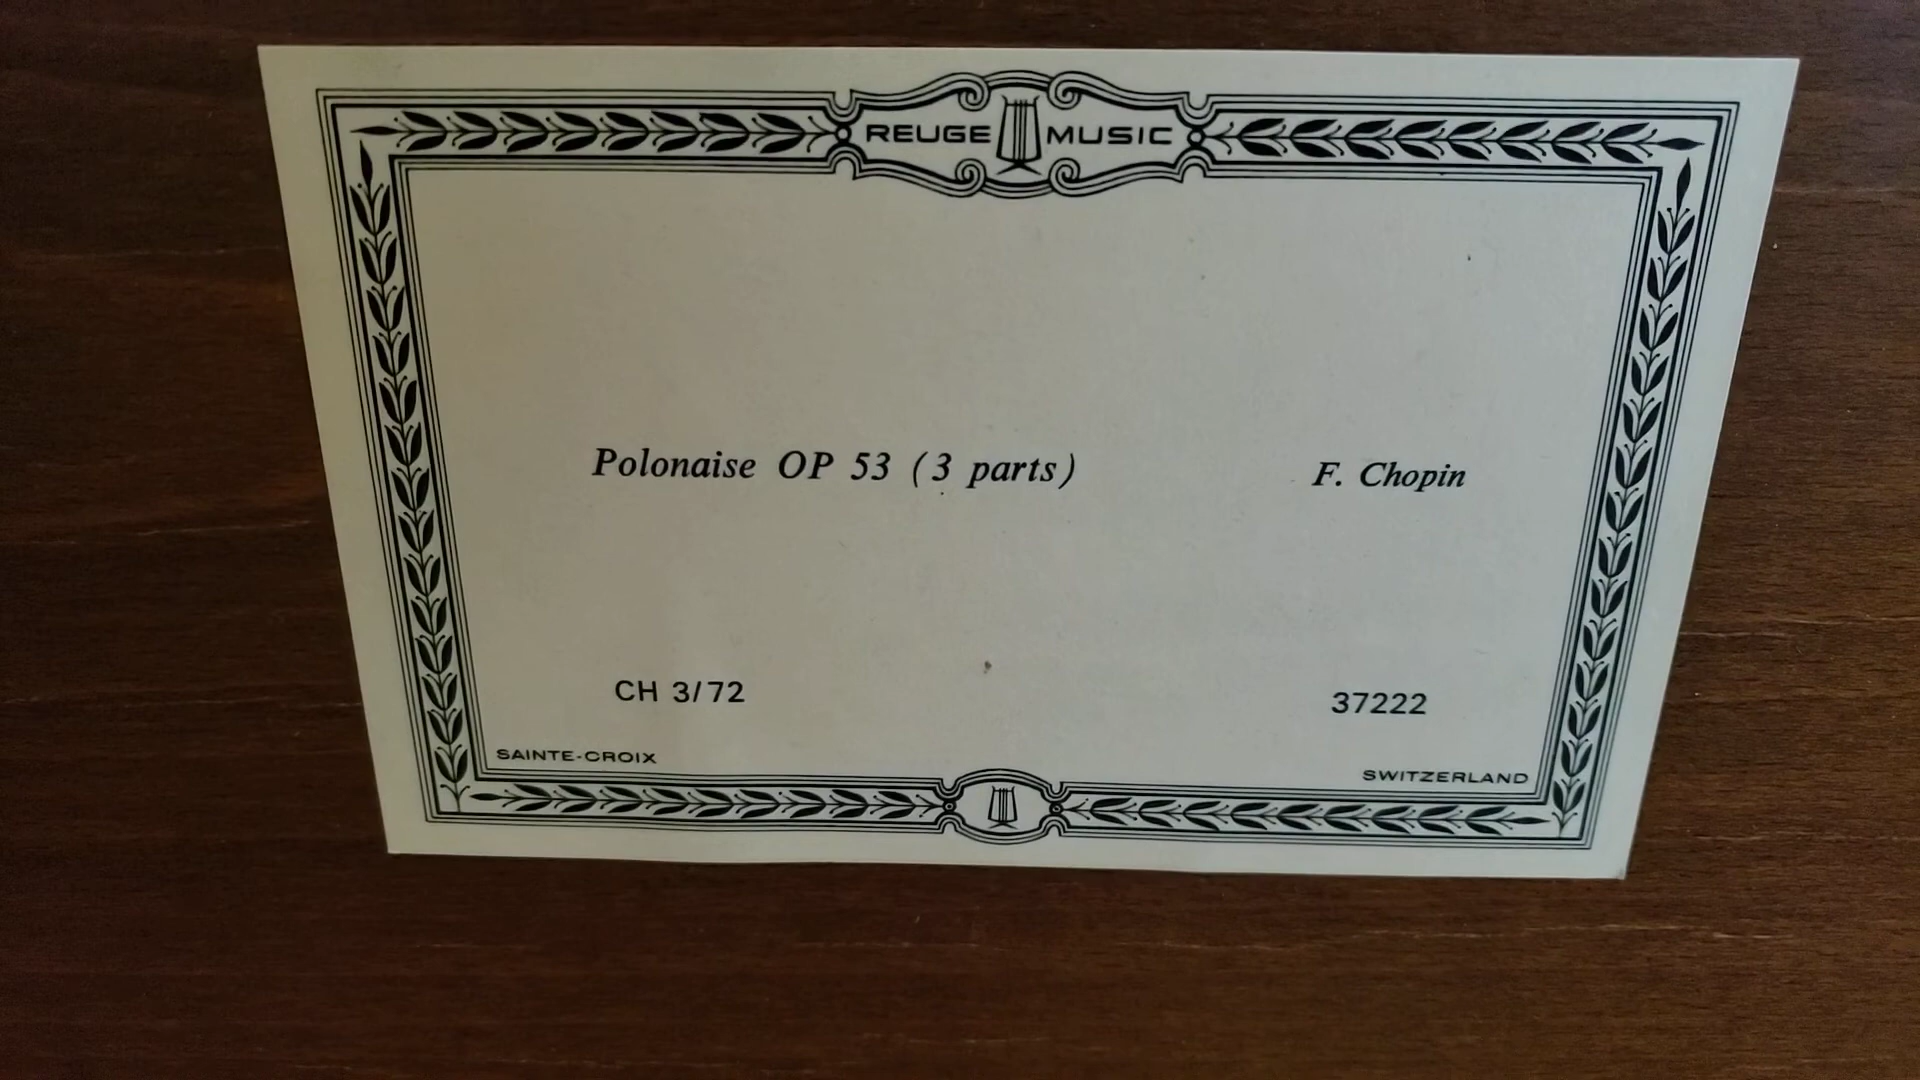 REUGE MUSIC
Polonaise OP 53 (3 parts) F. Chopin
CH 3/72 37222
SAINTE-CROIX SWITZERLAND